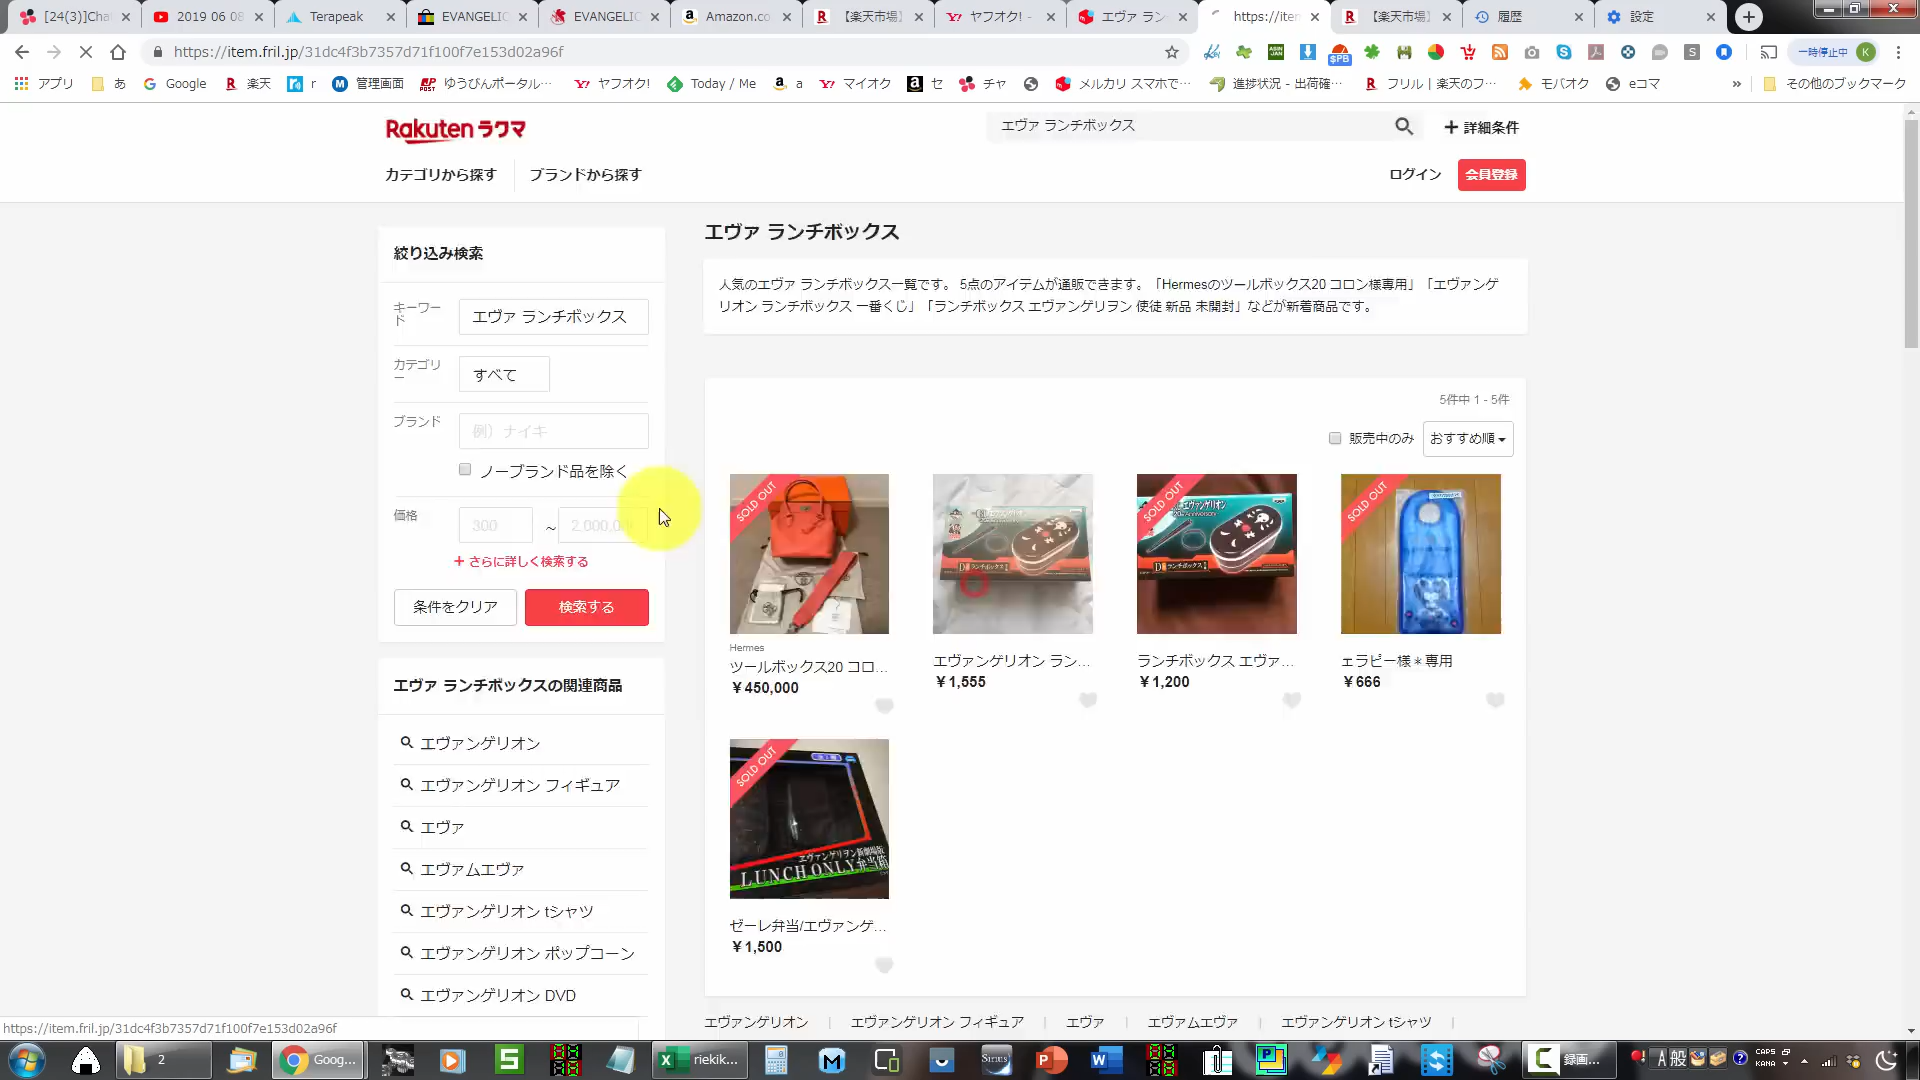 [24(3)]Cha
2019 06 08
Terapeak
EVANGELIC
EVANGELIC
Amazon.co
【楽天市場】
ヤフオク! -
エヴァ ラン
https://iter
【楽天市場】
履歴
設定
https://item.fril.jp/31dc4f3b7357d71f100f7e153d02a96f
一時停止中 K
アプリ
あ
Google
楽天
r
管理画面
ゆうびんポータル…
ヤフオク!
Today / Me
a
マイオク
セ
チャ
メルカリ スマホで…
進捗状況 - 出荷確…
フリル | 楽天のフ…
モバオク
eコマ
»
その他のブックマーク
Rakuten ラクマ
エヴァ ランチボックス
+ 詳細条件
カテゴリから探す
ブランドから探す
ログイン
会員登録
絞り込み検索
キーワード
エヴァ ランチボックス
カテゴリー
すべて
ブランド
例）ナイキ
ノーブランド品を除く
価格
300
~
2,000,00
+ さらに詳しく検索する
条件をクリア
検索する
エヴァ ランチボックスの関連商品
エヴァンゲリオン
エヴァンゲリオン フィギュア
エヴァ
エヴァムエヴァ
エヴァンゲリオン tシャツ
エヴァンゲリオン ポップコーン
エヴァンゲリオン DVD
エヴァ ランチボックス
人気のエヴァ ランチボックス一覧です。 5点のアイテムが通販できます。「Hermesのツールボックス20 コロン様専用」「エヴァンゲ
リオン ランチボックス 一番くじ」「ランチボックス エヴァンゲリヲン 使徒 新品 未開封」などが新着商品です。
5件中 1 - 5件
販売中のみ
おすすめ順
SOLD OUT
Hermes
ツールボックス20 コロ...
￥450,000
エヴァンゲリオン ラン...
￥1,555
SOLD OUT
ランチボックス エヴァ...
￥1,200
SOLD OUT
ェラピー様＊専用
￥666
SOLD OUT
LUNCH ONLY 弁当箱
ゼーレ弁当/エヴァンゲ...
￥1,500
エヴァンゲリオン
エヴァンゲリオン フィギュア
エヴァ
エヴァムエヴァ
エヴァンゲリオン tシャツ
https://item.fril.jp/31dc4f3b7357d71f100f7e153d02a96f
2
Goog...
riekik...
Sirius
録画...
A 般
CAPS
KANA